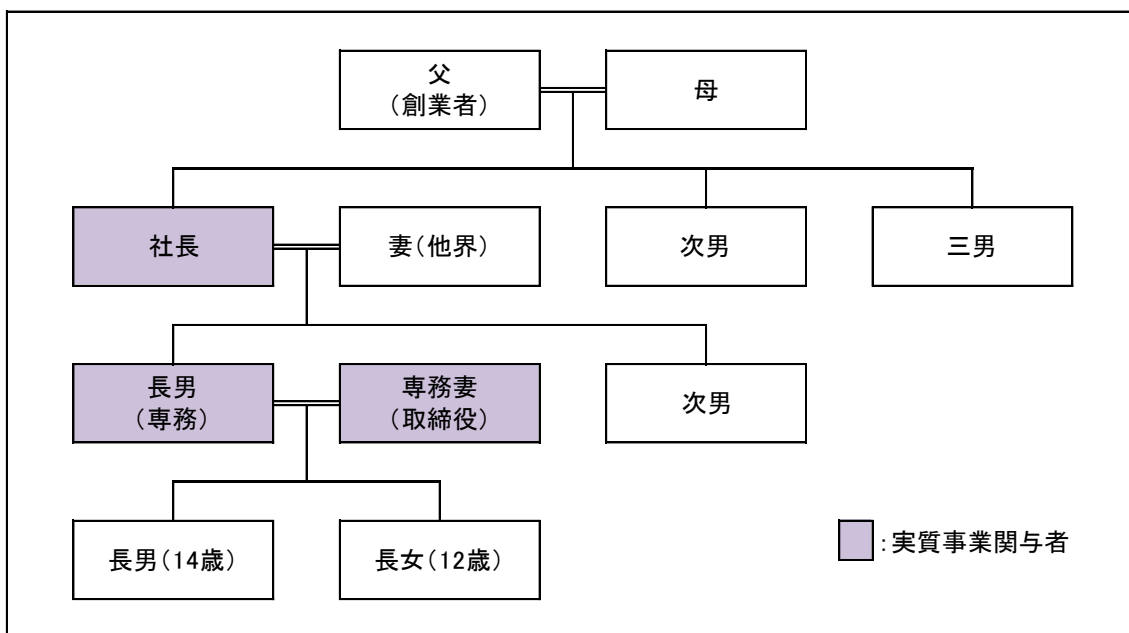 父
(創業者)
母
社長
妻(他界)
次男
三男
長男
(専務)
専務妻
(取締役)
次男
長男(14歳)
長女(12歳)
:実質事業関与者